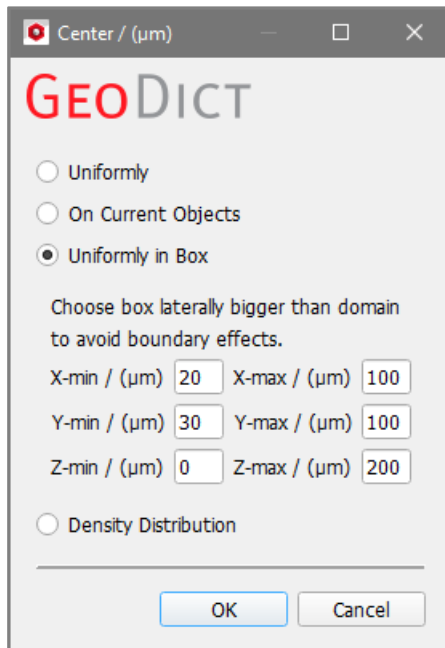 Center / (µm)
GEODICT
Uniformly
On Current Objects
Uniformly in Box
Choose box laterally bigger than domain
to avoid boundary effects.
X-min / (µm) 20 X-max / (µm) 100
Y-min / (µm) 30 Y-max / (µm) 100
Z-min / (µm) 0 Z-max / (µm) 200
Density Distribution
OK Cancel